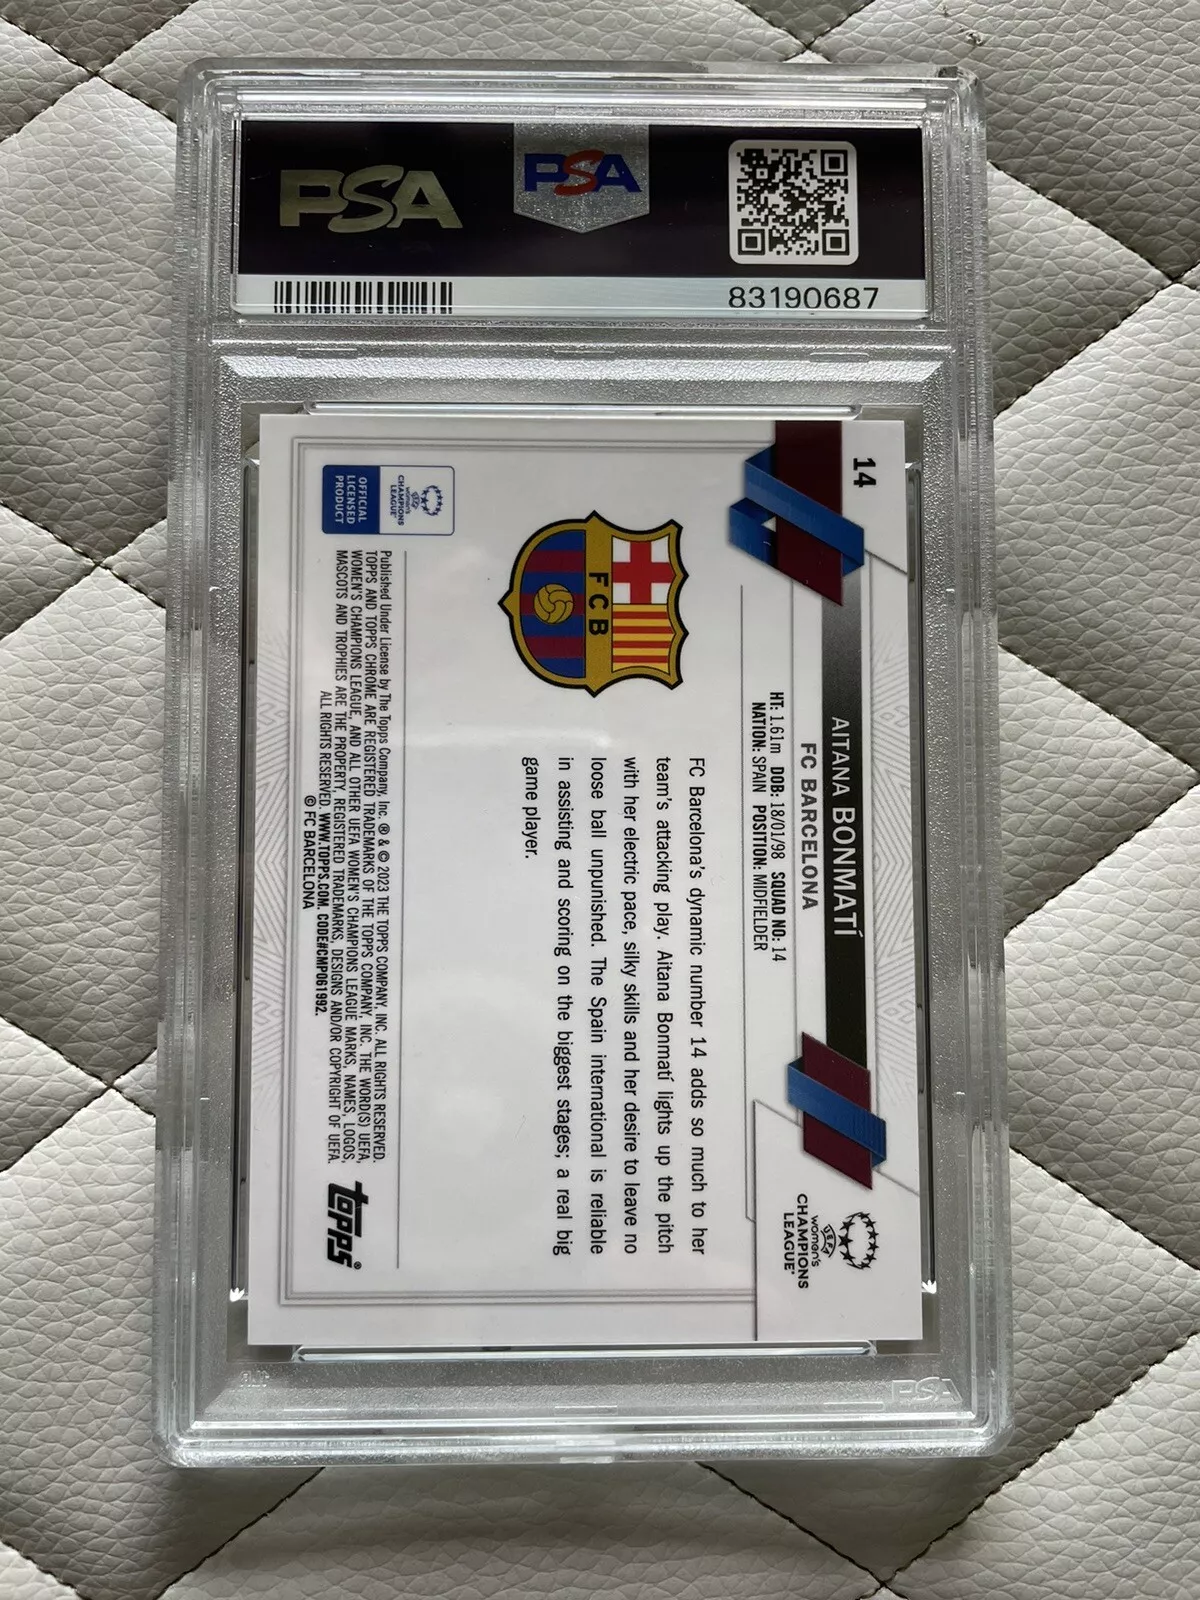 PSA
PSA
83190687
14
AITANA BONMATÍ
FC BARCELONA
HT: 1.61m DOB: 18/01/98 SQUAD NO: 14
NATION: SPAIN POSITION: MIDFIELDER
UEFA
women's
CHAMPIONS
LEAGUE™
FCB
FC Barcelona's dynamic number 14 adds so much to her
team's attacking play. Aitana Bonmatí lights up the pitch
with her electric pace, silky skills and her desire to leave no
loose ball unpunished. The Spain international is reliable
in assisting and scoring on the biggest stages; a real big
game player.
UEFA
women's
CHAMPIONS
LEAGUE™
OFFICIAL
LICENSED
PRODUCT
Published Under License by The Topps Company, Inc. ® & © 2023 THE TOPPS COMPANY, INC. ALL RIGHTS RESERVED.
TOPPS AND TOPPS CHROME ARE REGISTERED TRADEMARKS OF THE TOPPS COMPANY, INC. THE WORD(S) UEFA,
WOMEN'S CHAMPIONS LEAGUE, AND ALL OTHER UEFA WOMEN'S CHAMPIONS LEAGUE MARKS, NAMES, LOGOS,
MASCOTS AND TROPHIES ARE THE PROPERTY, REGISTERED TRADEMARKS, DESIGNS AND/OR COPYRIGHT OF UEFA.
ALL RIGHTS RESERVED. WWW.TOPPS.COM. CODE#CMP061992.
© FC BARCELONA
topps®
PSA